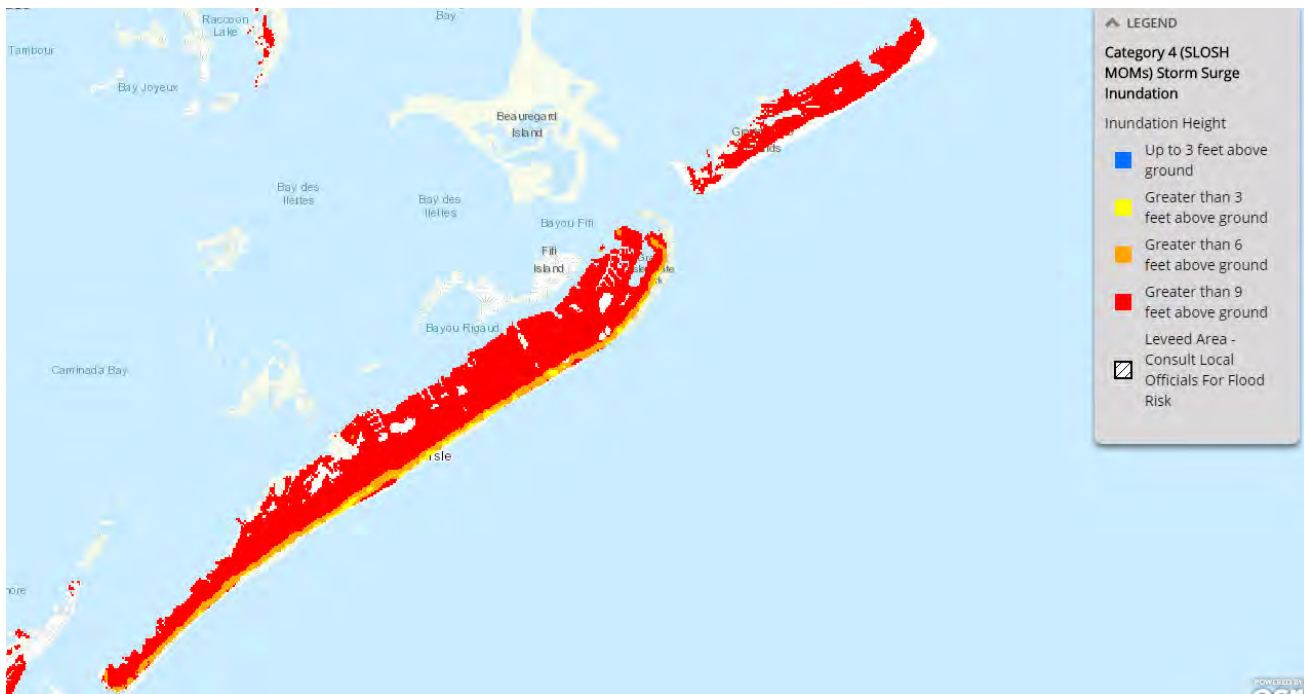 Raccoon
Lake
Bay
Tambour
Bay Joyeux
Beauregard
Island
Bay des
Ilettes
Bay des
Ilettes
Bayou Fifi
Fifi
Island
Bayou Rigaud
Caminada Bay
Isle
LEGEND
Category 4 (SLOSH
MOMs) Storm Surge
Inundation
Inundation Height
Up to 3 feet above
ground
Greater than 3
feet above ground
Greater than 6
feet above ground
Greater than 9
feet above ground
Leveed Area -
Consult Local
Officials For Flood
Risk
POWERED BY